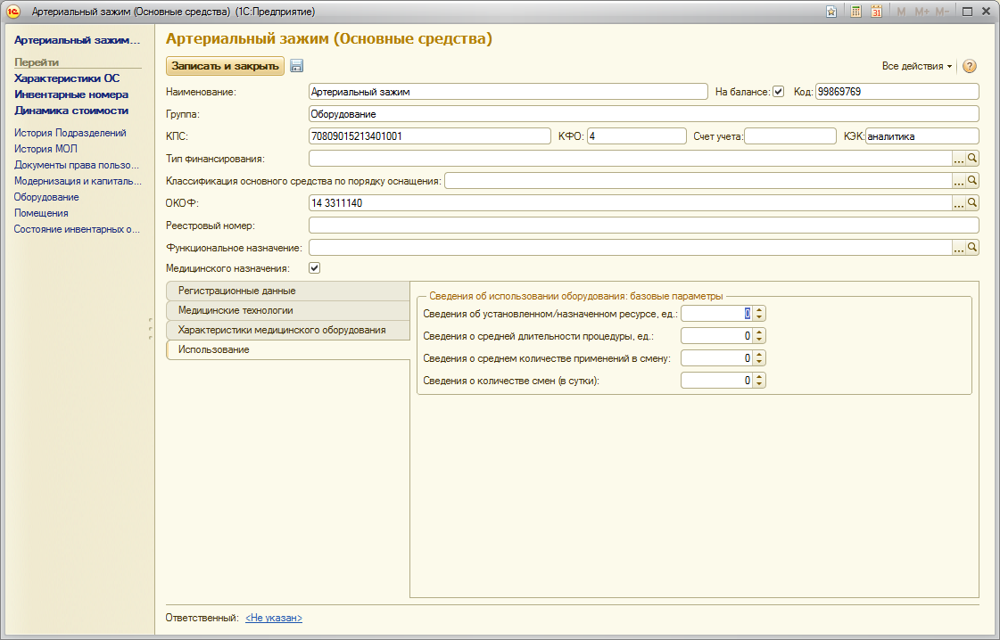 Артериальный зажим (Основные средства) (1С:Предприятие)
31 M M+ M-
Артериальный зажим...
Перейти
Характеристики ОС
Инвентарные номера
Динамика стоимости
История Подразделений
История МОЛ
Документы права пользо...
Модернизация и капиталь...
Оборудование
Помещения
Состояние инвентарных о...
Артериальный зажим (Основные средства)
Записать и закрыть Все действия ?
Наименование: Артериальный зажим На балансе: Код: 99869769
Группа: Оборудование
КПС: 70809015213401001 КФО: 4 Счет учета: КЭК: аналитика
Тип финансирования: ...
Классификация основного средства по порядку оснащения: ...
ОКОФ: 14 3311140 ...
Реестровый номер:
Функциональное назначение: ...
Медицинского назначения:
Регистрационные данные
Медицинские технологии
Характеристики медицинского оборудования
Использование
Сведения об использовании оборудования: базовые параметры
Сведения об установленном/назначенном ресурсе, ед.: 0
Сведения о средней длительности процедуры, ед.: 0
Сведения о среднем количестве применений в смену: 0
Сведения о количестве смен (в сутки): 0
Ответственный: <Не указан>